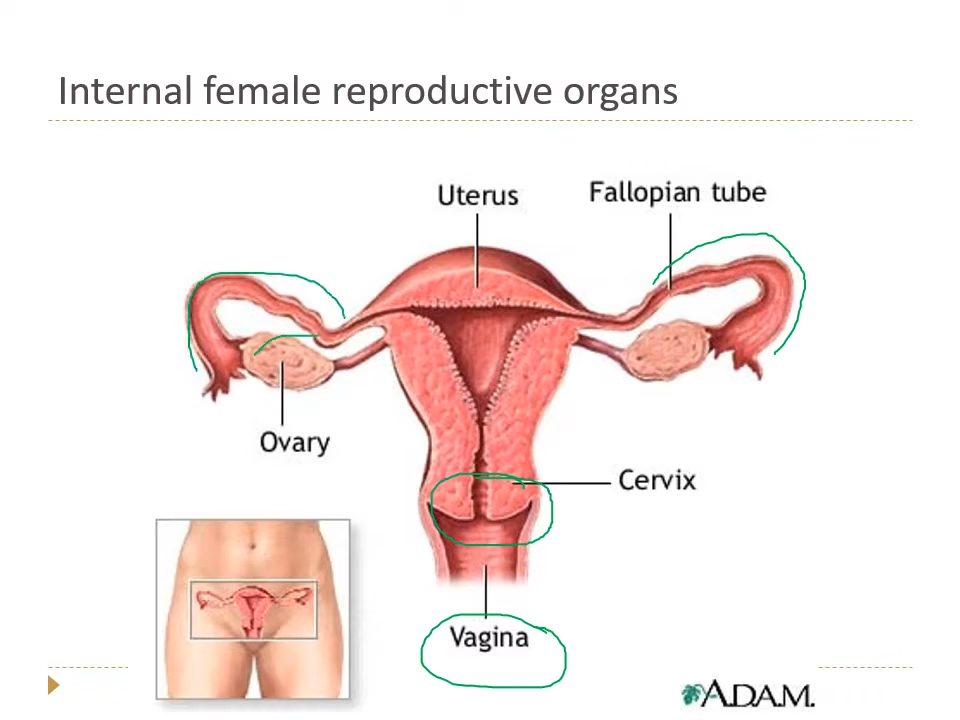 Internal female reproductive organs
Uterus
Fallopian tube
Ovary
Cervix
Vagina
A.D.A.M.